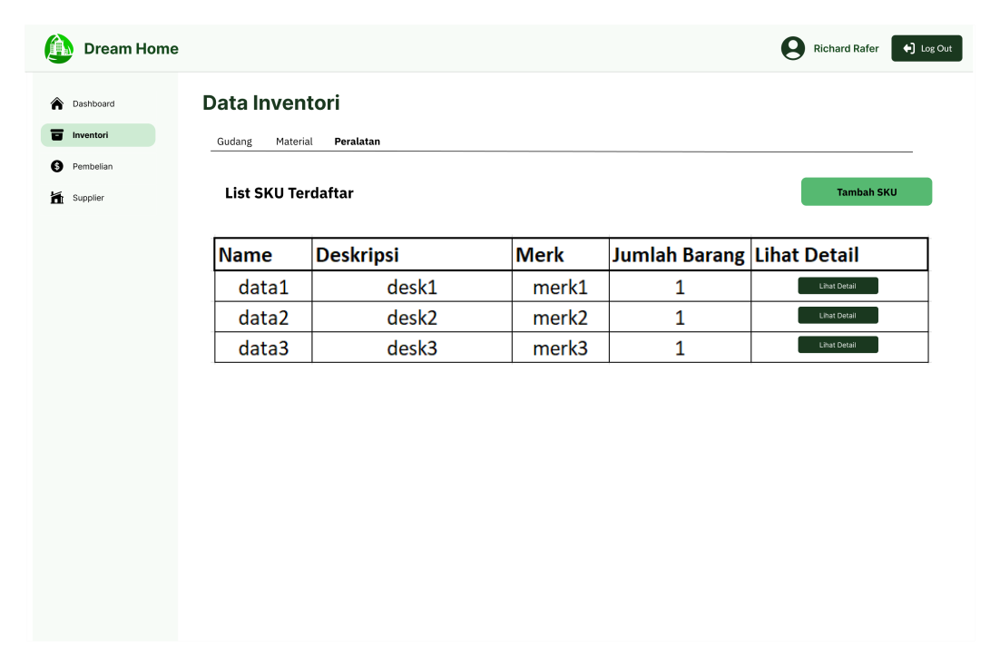 Dream Home
Richard Rafer
Log Out
Dashboard
Inventori
Pembelian
Supplier
Data Inventori
Gudang Material Peralatan
List SKU Terdaftar
Tambah SKU
Name Deskripsi Merk Jumlah Barang Lihat Detail
data1 desk1 merk1 1 Lihat Detail
data2 desk2 merk2 1 Lihat Detail
data3 desk3 merk3 1 Lihat Detail